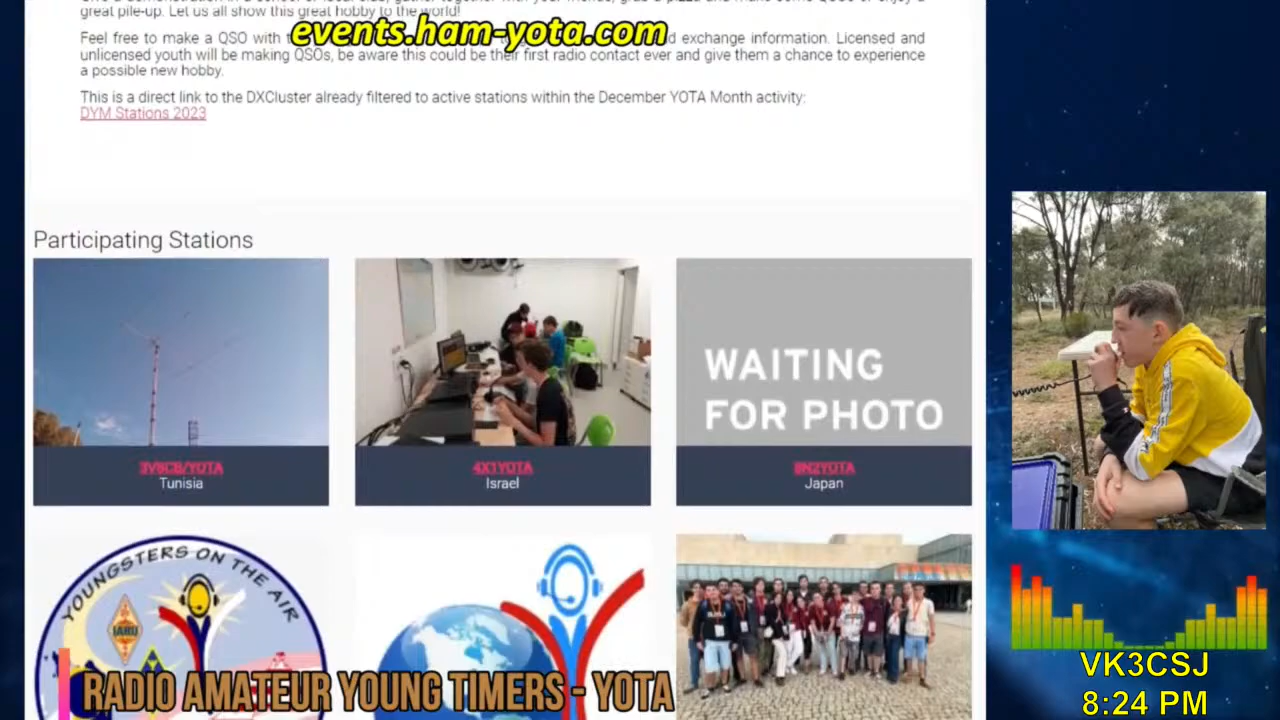 great pile-up. Let us all show this great hobby to the world!
events.ham-yota.com
Feel free to make a QSO with d exchange information. Licensed and
unlicensed youth will be making QSOs, be aware this could be their first radio contact ever and give them a chance to experience
a possible new hobby.
This is a direct link to the DXCluster already filtered to active stations within the December YOTA Month activity:
DYM Stations 2023
Participating Stations
WAITING
FOR PHOTO
Tunisia
4X1YOTA
Israel
8N2YOTA
Japan
YOUNGSTERS ON THE AIR
IARU
RADIO AMATEUR YOUNG TIMERS - YOTA
VK3CSJ
8:24 PM